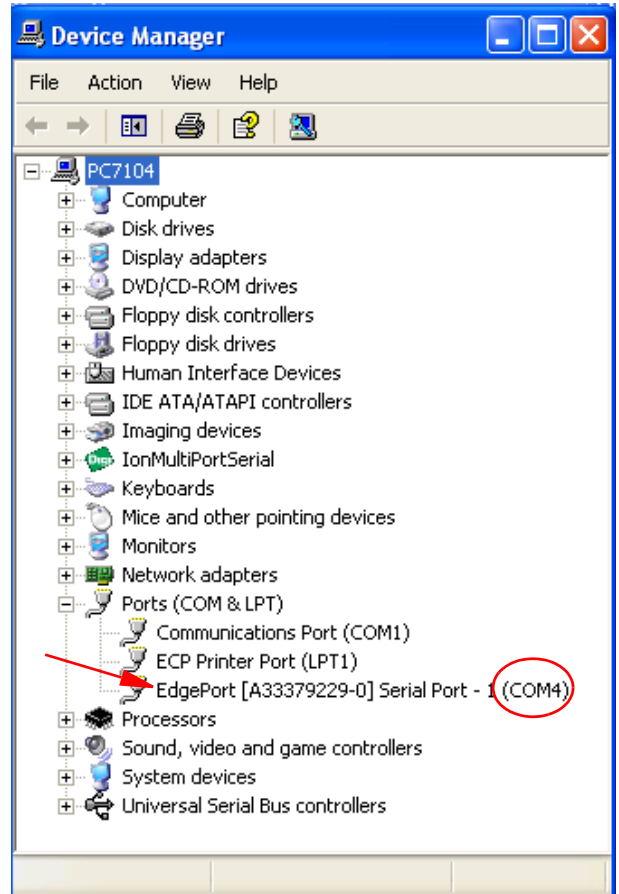 Device Manager
File Action View Help
PC7104
Computer
Disk drives
Display adapters
DVD/CD-ROM drives
Floppy disk controllers
Floppy disk drives
Human Interface Devices
IDE ATA/ATAPI controllers
Imaging devices
Digi IonMultiPortSerial
Keyboards
Mice and other pointing devices
Monitors
Network adapters
Ports (COM & LPT)
Communications Port (COM1)
ECP Printer Port (LPT1)
EdgePort [A33379229-0] Serial Port - 1 (COM4)
Processors
Sound, video and game controllers
System devices
Universal Serial Bus controllers